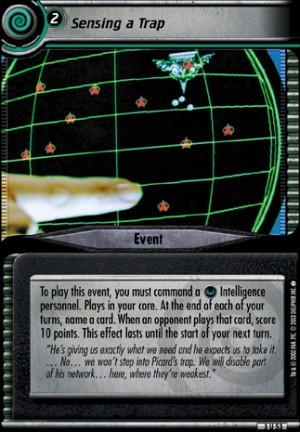 2
Sensing a Trap
Event
To play this event, you must command a Intelligence
personnel. Plays in your core. At the end of each of your
turns, name a card. When an opponent plays that card, score
10 points. This effect lasts until the start of your next turn.
"He's giving us exactly what we need and he expects us to take it.
... No... we won't step into Picard's trap. We will disable part
of his network... here, where they're weakest."